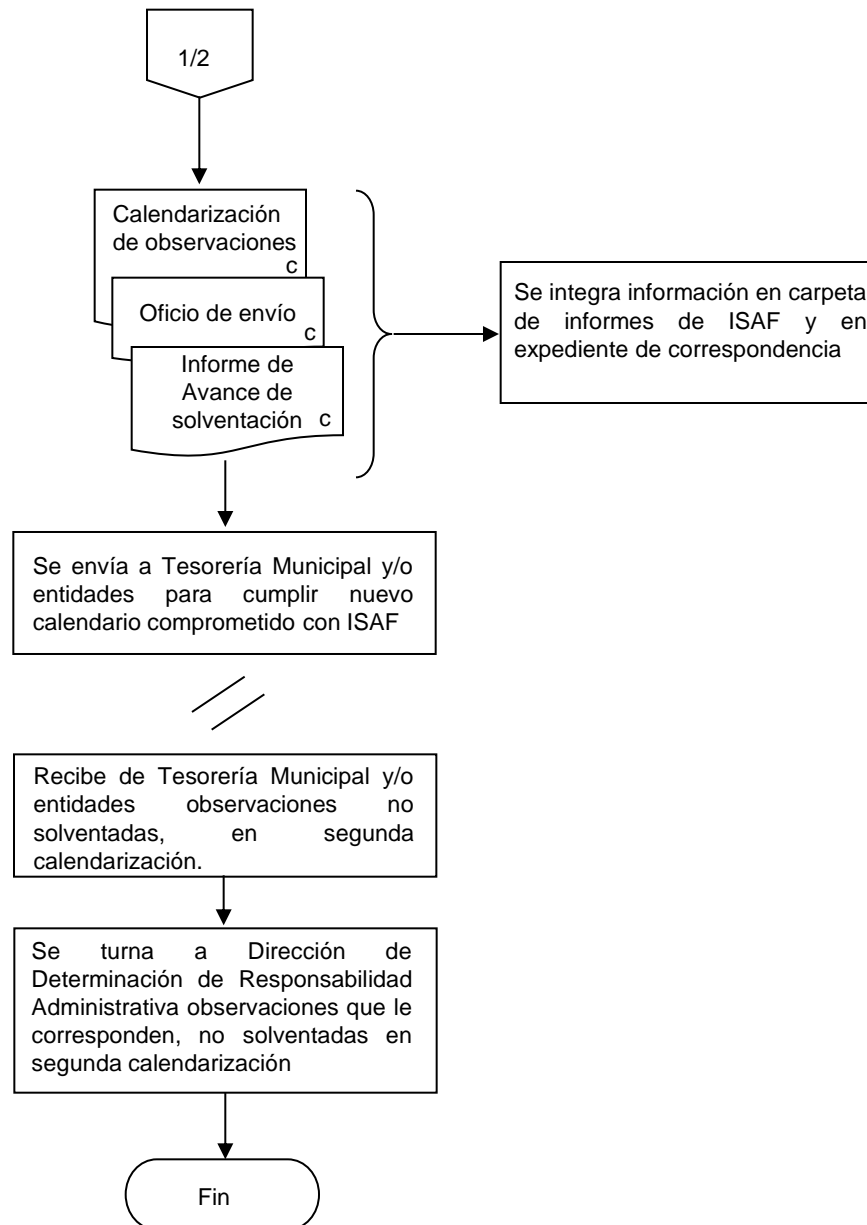 1/2
Calendarización
de observaciones
c
Oficio de envío
c
Informe de
Avance de
solventación c
Se integra información en carpeta
de informes de ISAF y en
expediente de correspondencia
Se envía a Tesorería Municipal y/o
entidades para cumplir nuevo
calendario comprometido con ISAF
Recibe de Tesorería Municipal y/o
entidades observaciones no
solventadas, en segunda
calendarización.
Se turna a Dirección de
Determinación de Responsabilidad
Administrativa observaciones que le
corresponden, no solventadas en
segunda calendarización
Fin